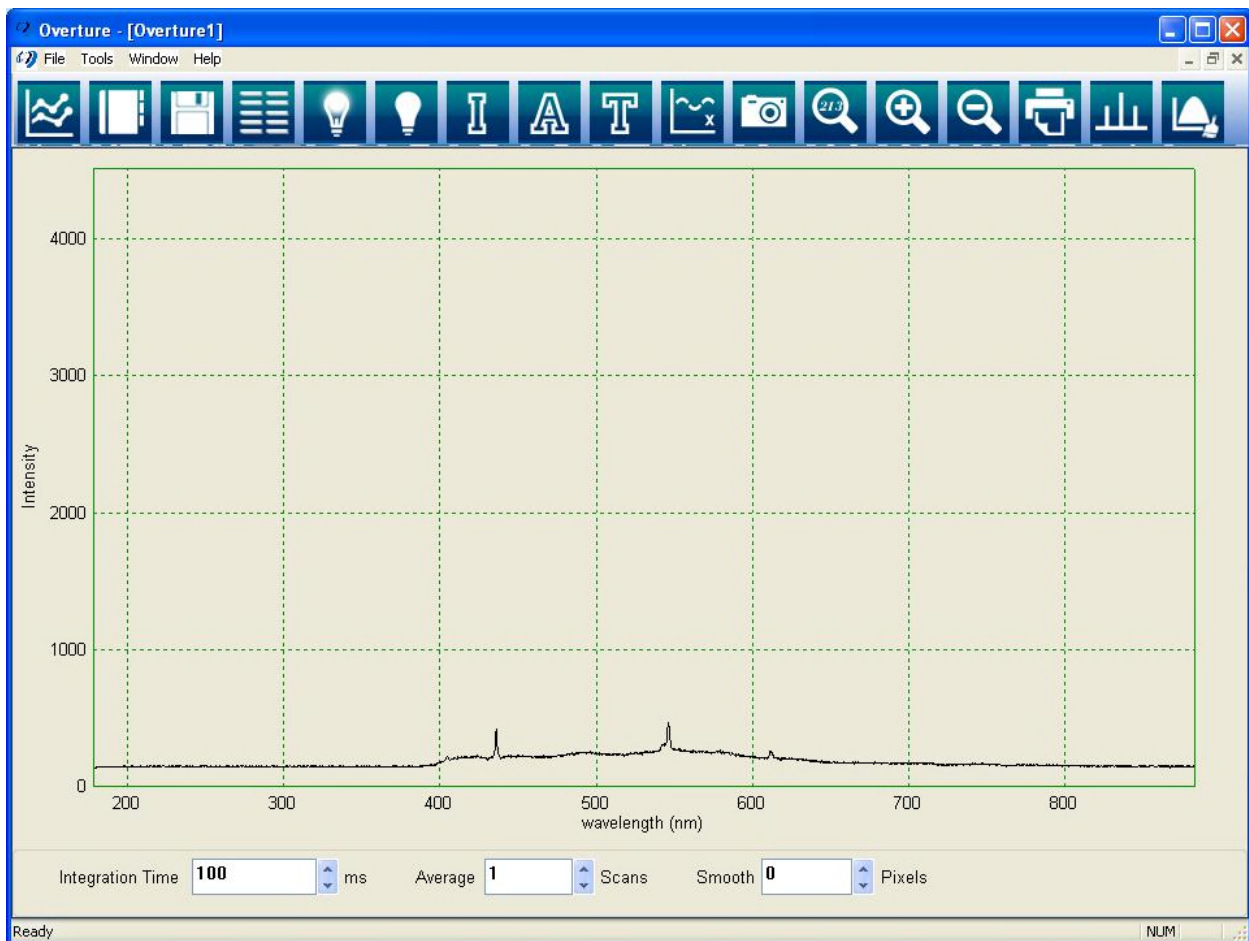 Overture - [Overture1]
File Tools Window Help
I A T x 213
4000
3000
2000
1000
0
Intensity
200 300 400 500 600 700 800
wavelength (nm)
Integration Time 100 ms Average 1 Scans Smooth 0 Pixels
Ready NUM